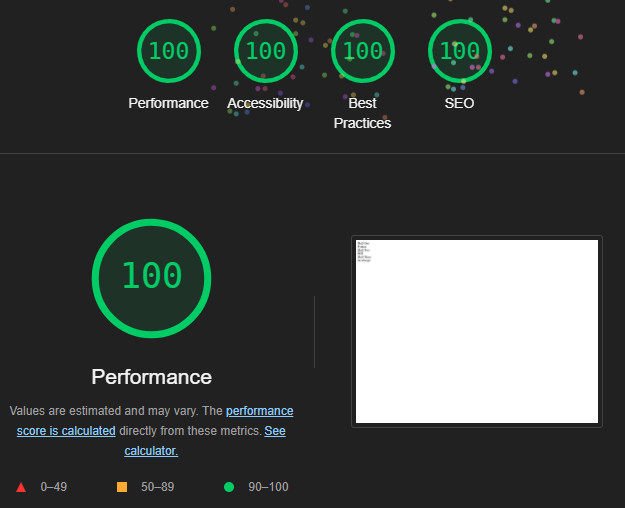 100 100 100 100
Performance Accessibility Best Practices SEO
100
Performance
Values are estimated and may vary. The performance
score is calculated directly from these metrics. See
calculator.
0–49 50–89 90–100